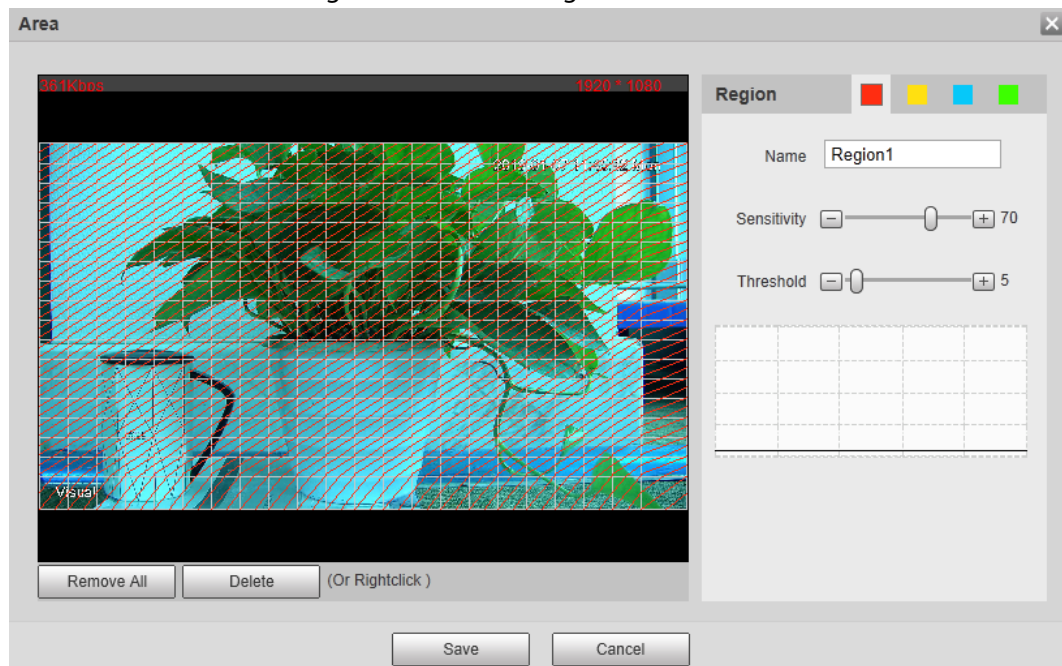 Area
361Kbps 1920 * 1080
Region
Name Region1
Sensitivity 70
Threshold 5
Visual
Remove All Delete (Or Rightclick )
Save Cancel